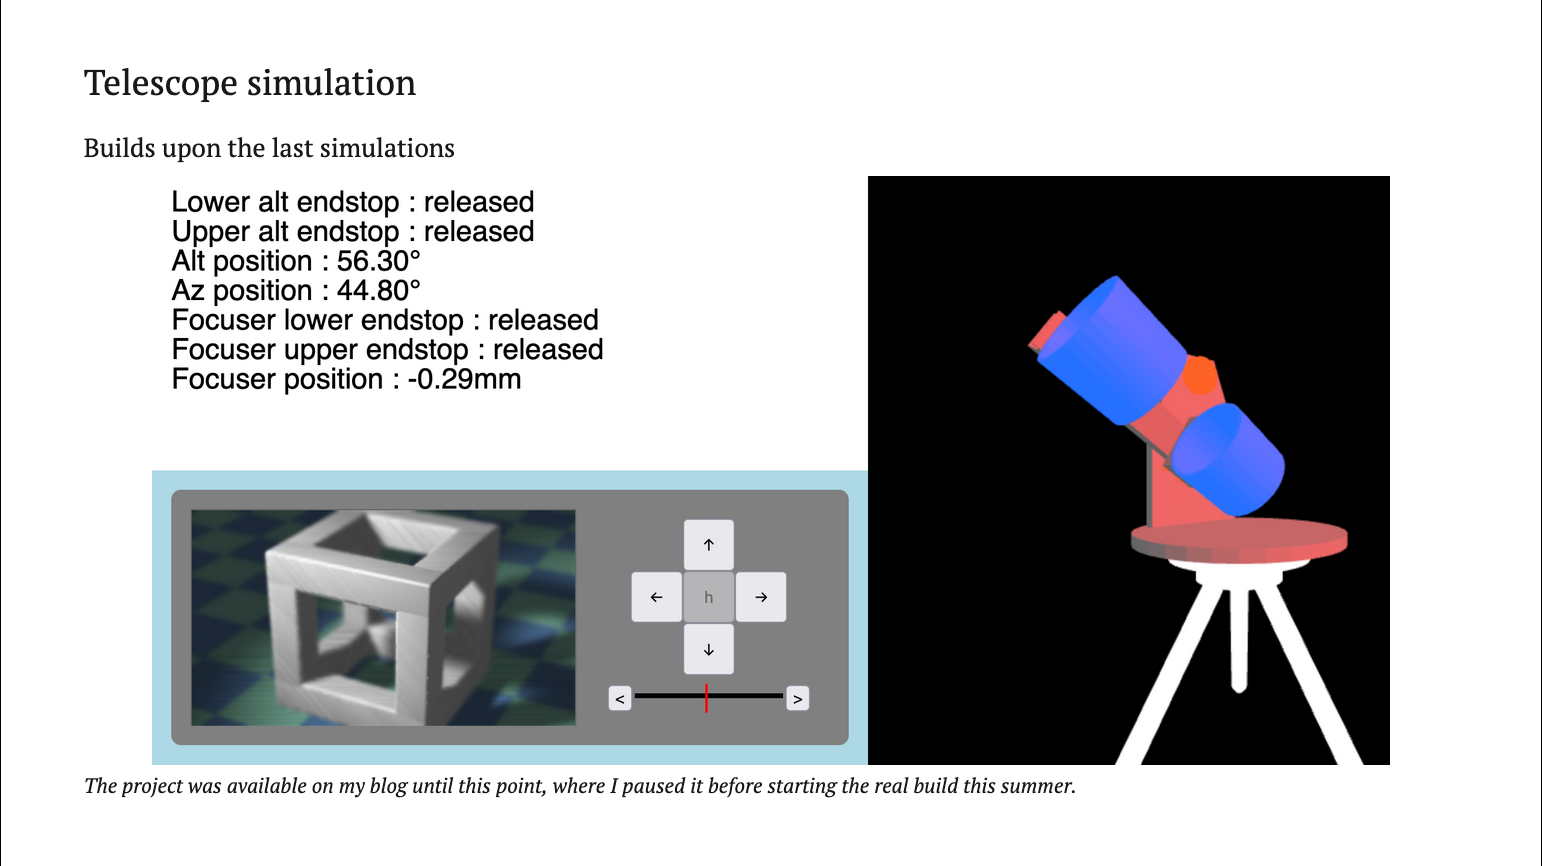 Telescope simulation
Builds upon the last simulations
Lower alt endstop : released
Upper alt endstop : released
Alt position : 56.30°
Az position : 44.80°
Focuser lower endstop : released
Focuser upper endstop : released
Focuser position : -0.29mm
↑
← h →
↓
< >
The project was available on my blog until this point, where I paused it before starting the real build this summer.